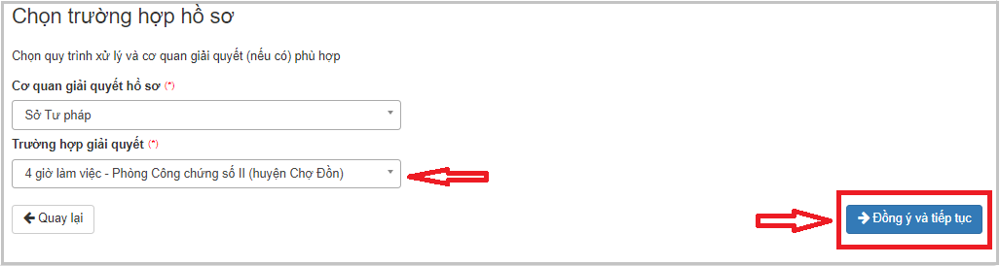 Chọn trường hợp hồ sơ
Chọn quy trình xử lý và cơ quan giải quyết (nếu có) phù hợp
Cơ quan giải quyết hồ sơ (*)
Sở Tư pháp
Trường hợp giải quyết (*)
4 giờ làm việc - Phòng Công chứng số II (huyện Chợ Đồn)
Quay lại
Đồng ý và tiếp tục